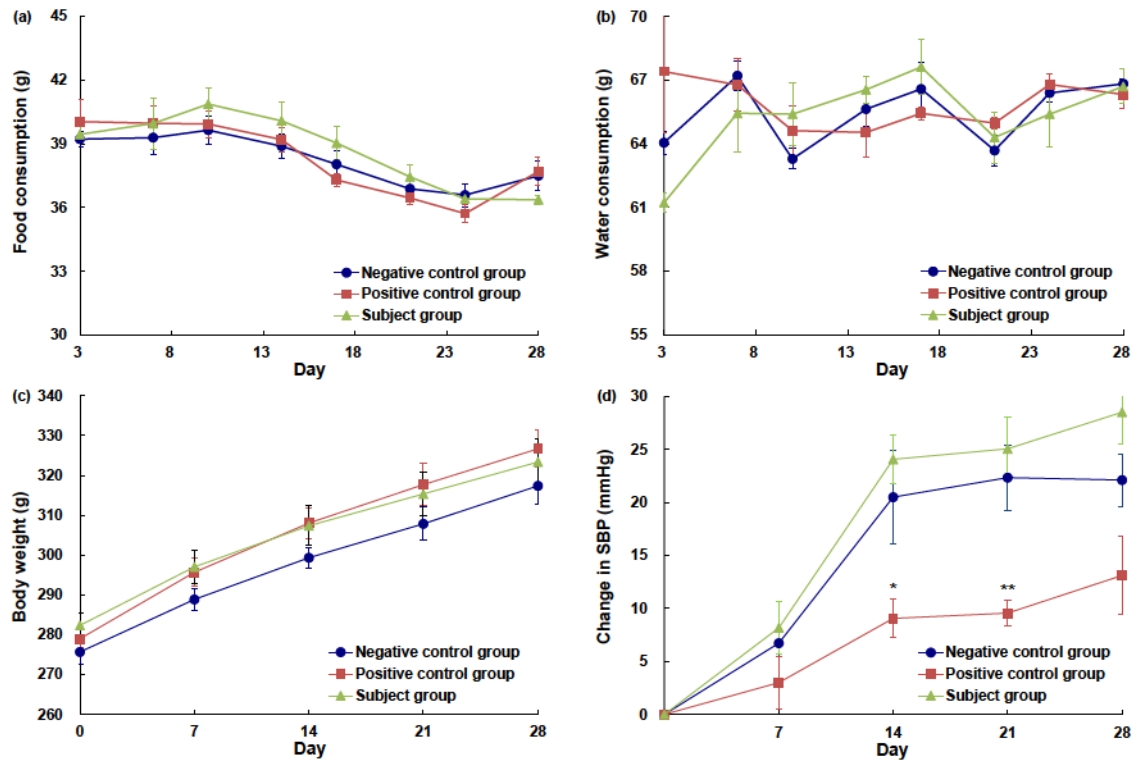 (a)
45
42
39
36
33
30
Food consumption (g)
Negative control group
Positive control group
Subject group
3 8 13 18 23 28
Day
(b)
70
67
64
61
58
55
Water consumption (g)
Negative control group
Positive control group
Subject group
3 8 13 18 23 28
Day
(c)
340
330
320
310
300
290
280
270
260
Body weight (g)
Negative control group
Positive control group
Subject group
0 7 14 21 28
Day
(d)
30
25
20
15
10
5
0
Change in SBP (mmHg)
* **
Negative control group
Positive control group
Subject group
7 14 21 28
Day